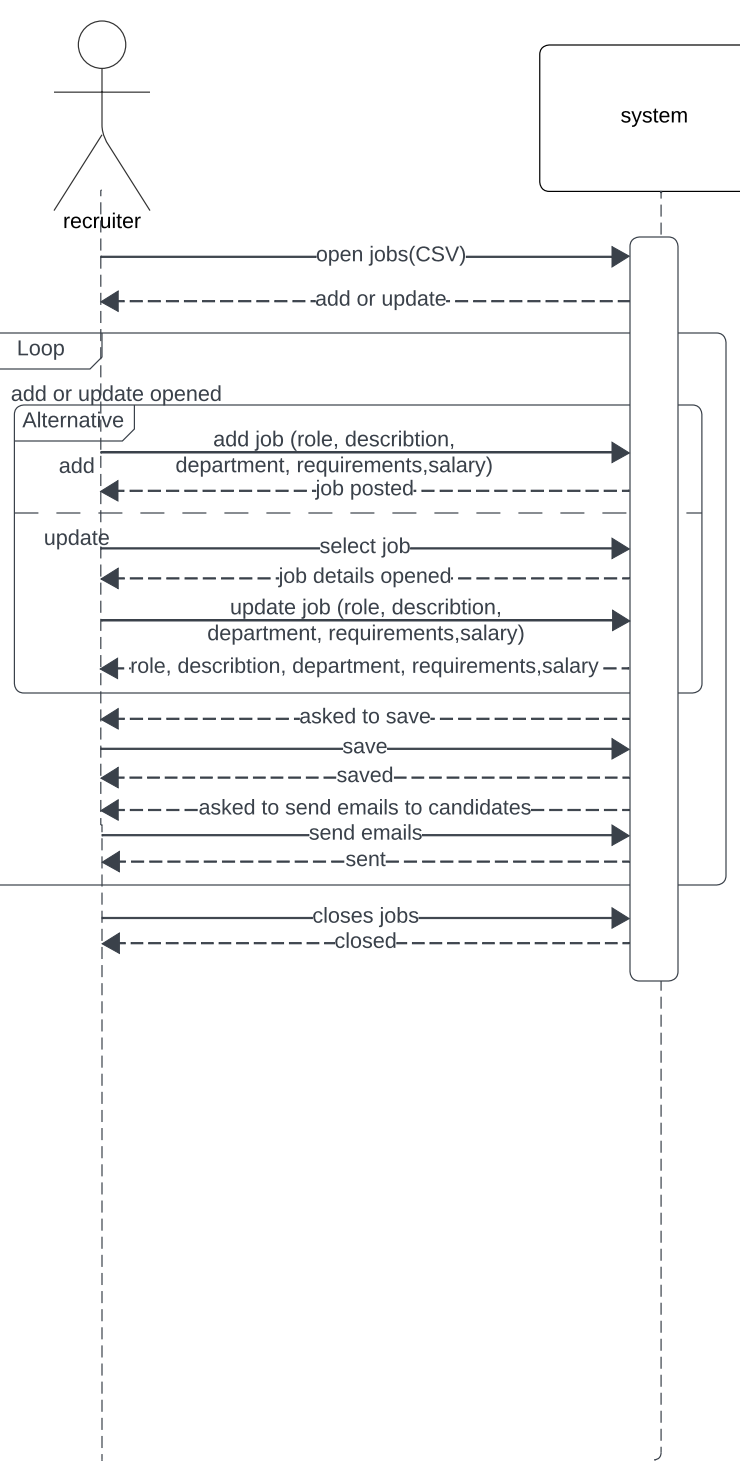 recruiter
system
open jobs(CSV)
add or update
Loop
add or update opened
Alternative
add job (role, describtion,
department, requirements,salary)
add
job posted
update
select job
job details opened
update job (role, describtion,
department, requirements,salary)
role, describtion, department, requirements,salary
asked to save
save
saved
asked to send emails to candidates
send emails
sent
closes jobs
closed